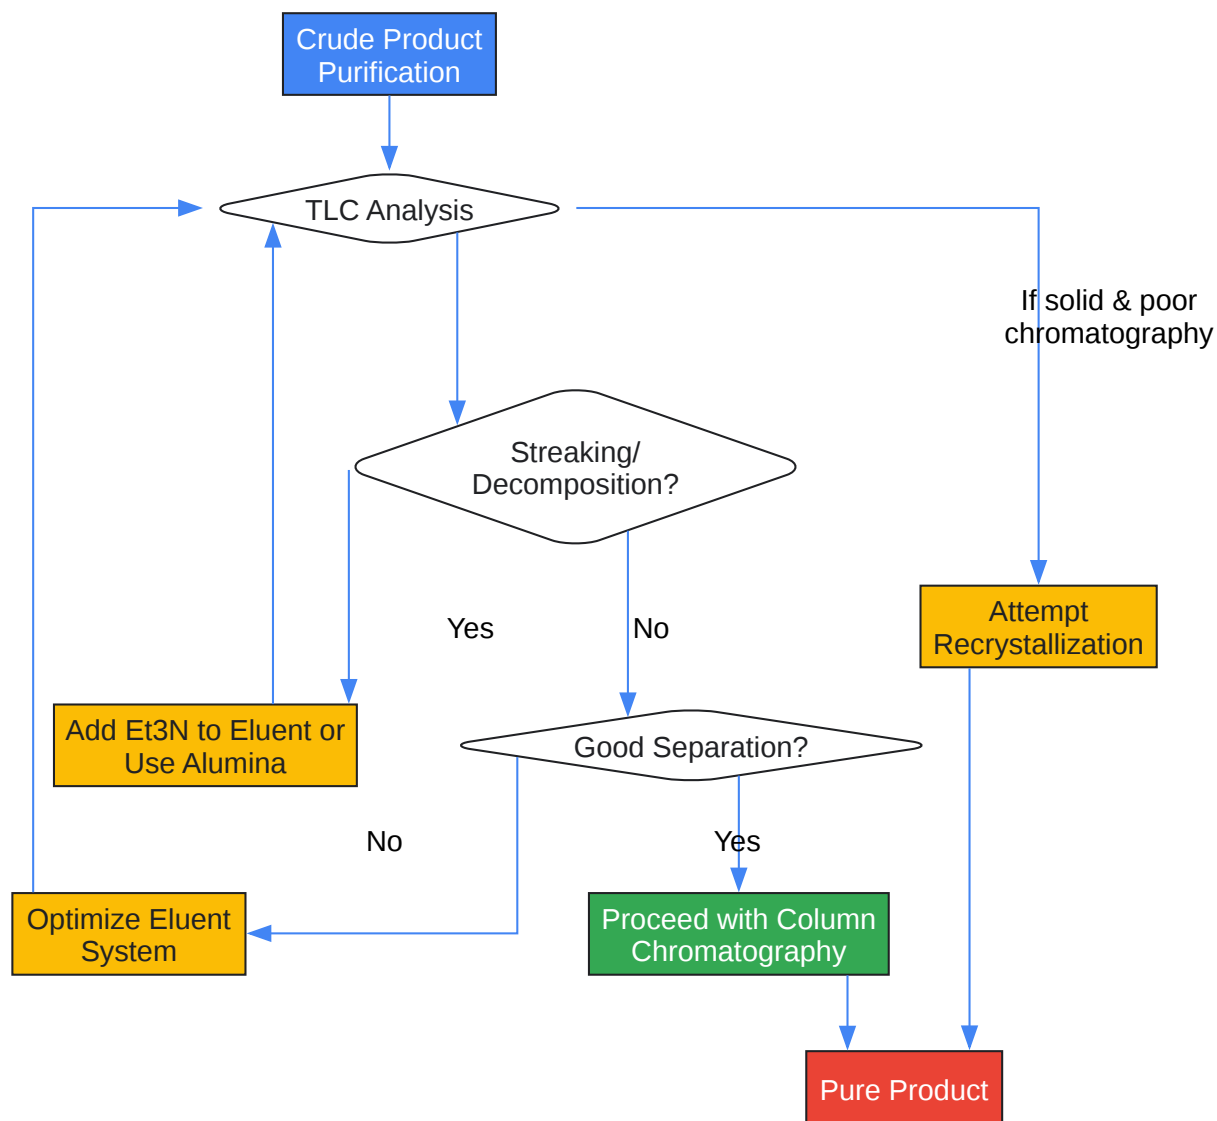 Crude Product
Purification
TLC Analysis
If solid & poor
chromatography
Streaking/
Decomposition?
Yes
No
Attempt
Recrystallization
Add Et3N to Eluent or
Use Alumina
Good Separation?
No
Yes
Optimize Eluent
System
Proceed with Column
Chromatography
Pure Product